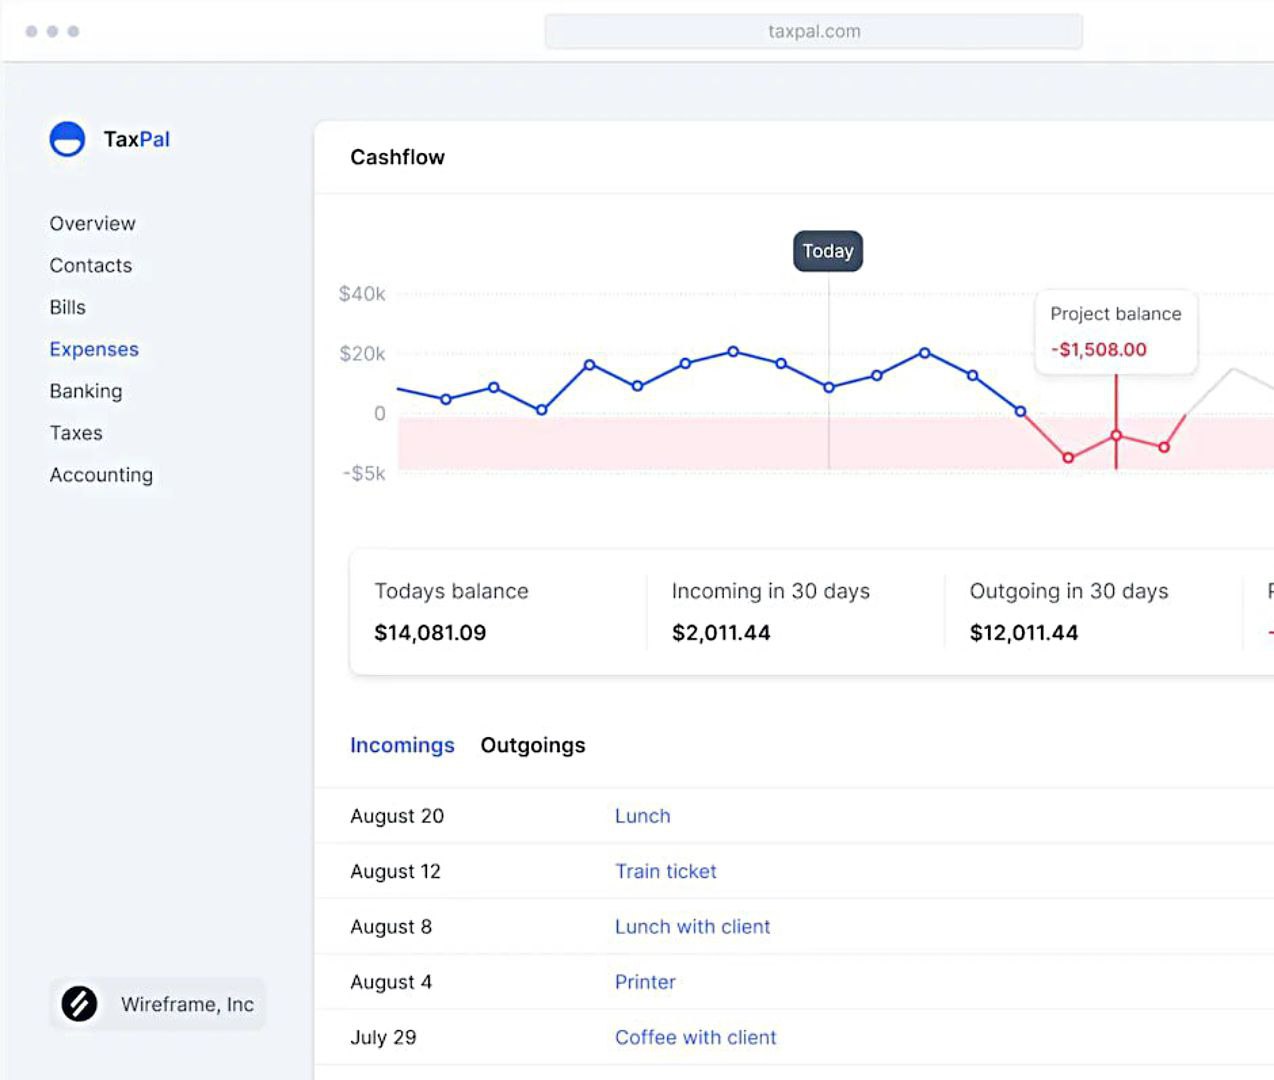 taxpal.com
TaxPal
Overview
Contacts
Bills
Expenses
Banking
Taxes
Accounting
Wireframe, Inc
Cashflow
Today
$40k
$20k
0
-$5k
Project balance
-$1,508.00
Todays balance
$14,081.09
Incoming in 30 days
$2,011.44
Outgoing in 30 days
$12,011.44
Incomings Outgoings
August 20 Lunch
August 12 Train ticket
August 8 Lunch with client
August 4 Printer
July 29 Coffee with client